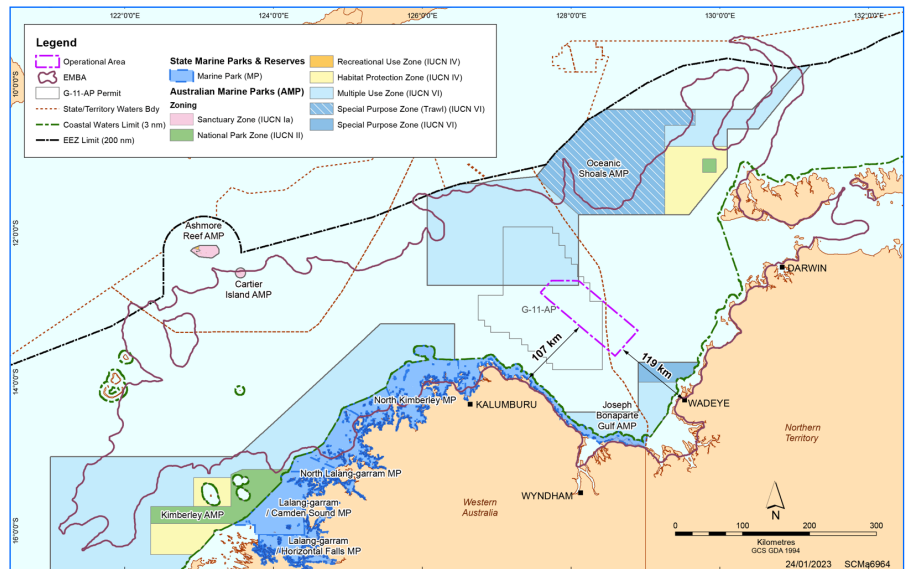 122°0'0"E
124°0'0"E
126°0'0"E
128°0'0"E
130°0'0"E
132°0'0"E
Legend
Operational Area
EMBA
G-11-AP Permit
State/Territory Waters Bdy
Coastal Waters Limit (3 nm)
EEZ Limit (200 nm)
State Marine Parks & Reserves
Marine Park (MP)
Australian Marine Parks (AMP)
Zoning
Sanctuary Zone (IUCN Ia)
National Park Zone (IUCN II)
Recreational Use Zone (IUCN IV)
Habitat Protection Zone (IUCN IV)
Multiple Use Zone (IUCN VI)
Special Purpose Zone (Trawl) (IUCN VI)
Special Purpose Zone (IUCN VI)
10°0'0"S
12°0'0"S
14°0'0"S
16°0'0"S
Oceanic
Shoals AMP
Ashmore
Reef AMP
Cartier
Island AMP
DARWIN
G-11-AP
107 km
119 km
North Kimberley MP
KALUMBURU
WADEYE
Joseph
Bonaparte
Gulf AMP
Northern
Territory
North Lalang-garram MP
WYNDHAM
Western
Australia
Lalang-garram
/ Camden Sound MP
Kimberley AMP
Lalang-garram
/ Horizontal Falls MP
N
0
100
200
300
Kilometres
GCS GDA 1994
24/01/2023 SCMq6964